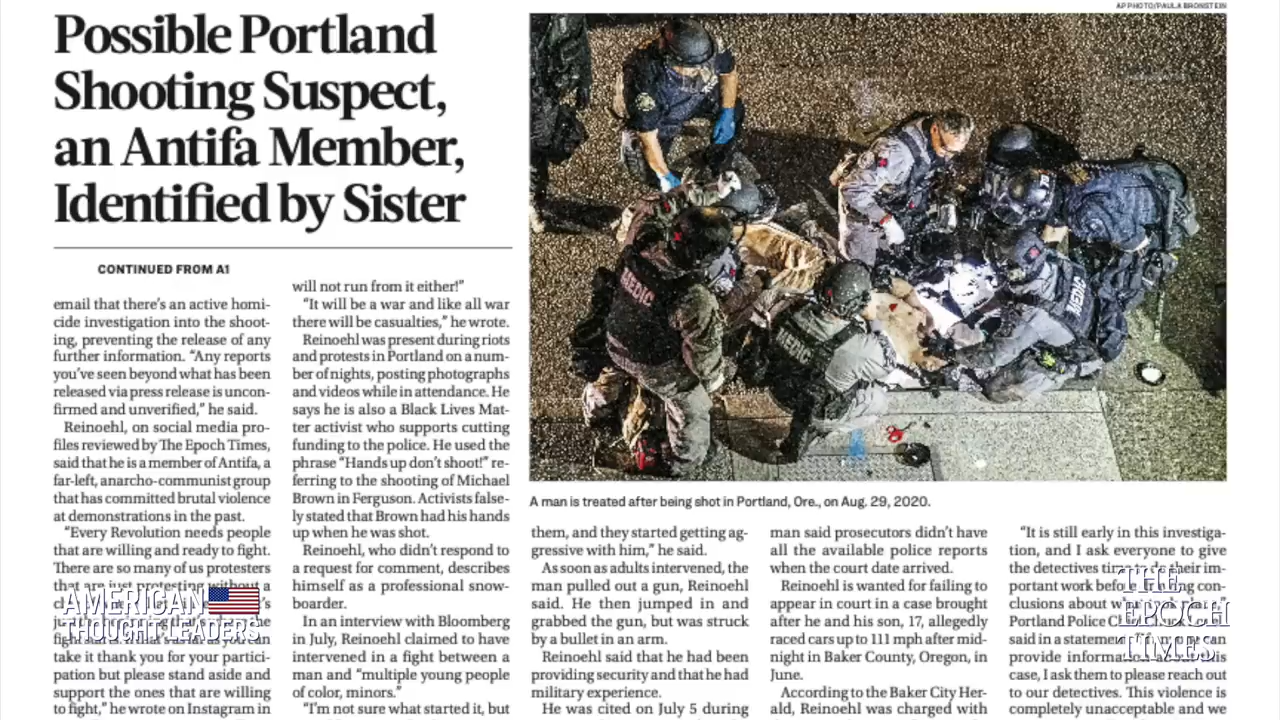 AP PHOTO/PAULA BRONSTEIN
Possible Portland
Shooting Suspect,
an Antifa Member,
Identified by Sister
CONTINUED FROM A1
email that there's an active homi-
cide investigation into the shoot-
ing, preventing the release of any
further information. “Any reports
you've seen beyond what has been
released via press release is uncon-
firmed and unverified,” he said.
Reinoehl, on social media pro-
files reviewed by The Epoch Times,
said that he is a member of Antifa, a
far-left, anarcho-communist group
that has committed brutal violence
at demonstrations in the past.
“Every Revolution needs people
that are willing and ready to fight.
There are so many of us protesters
that are just protesting without a
take it thank you for your partici-
pation but please stand aside and
support the ones that are willing
to fight,” he wrote on Instagram in
will not run from it either!”
“It will be a war and like all war
there will be casualties,” he wrote.
Reinoehl was present during riots
and protests in Portland on a num-
ber of nights, posting photographs
and videos while in attendance. He
says he is also a Black Lives Mat-
ter activist who supports cutting
funding to the police. He used the
phrase “Hands up don't shoot!” re-
ferring to the shooting of Michael
Brown in Ferguson. Activists false-
ly stated that Brown had his hands
up when he was shot.
Reinoehl, who didn't respond to
a request for comment, describes
himself as a professional snow-
boarder.
In an interview with Bloomberg
in July, Reinoehl claimed to have
intervened in a fight between a
man and “multiple young people
of color, minors.”
“I'm not sure what started it, but
MEDIC
MEDIC
MEDIC
A man is treated after being shot in Portland, Ore., on Aug. 29, 2020.
them, and they started getting ag-
gressive with him,” he said.
As soon as adults intervened, the
man pulled out a gun, Reinoehl
said. He then jumped in and
grabbed the gun, but was struck
by a bullet in an arm.
Reinoehl said that he had been
providing security and that he had
military experience.
He was cited on July 5 during
man said prosecutors didn't have
all the available police reports
when the court date arrived.
Reinoehl is wanted for failing to
appear in court in a case brought
after he and his son, 17, allegedly
raced cars up to 111 mph after mid-
night in Baker County, Oregon, in
June.
According to the Baker City Her-
ald, Reinoehl was charged with
“It is still early in this investiga-
tion, and I ask everyone to give
the detectives their im-
portant work con-
clusions about
Portland Police
said in a statement
provide
case, I ask them to please reach out
to our detectives. This violence is
completely unacceptable and we
AMERICAN
THOUGHT LEADERS
THE
EPOCH
TIMES